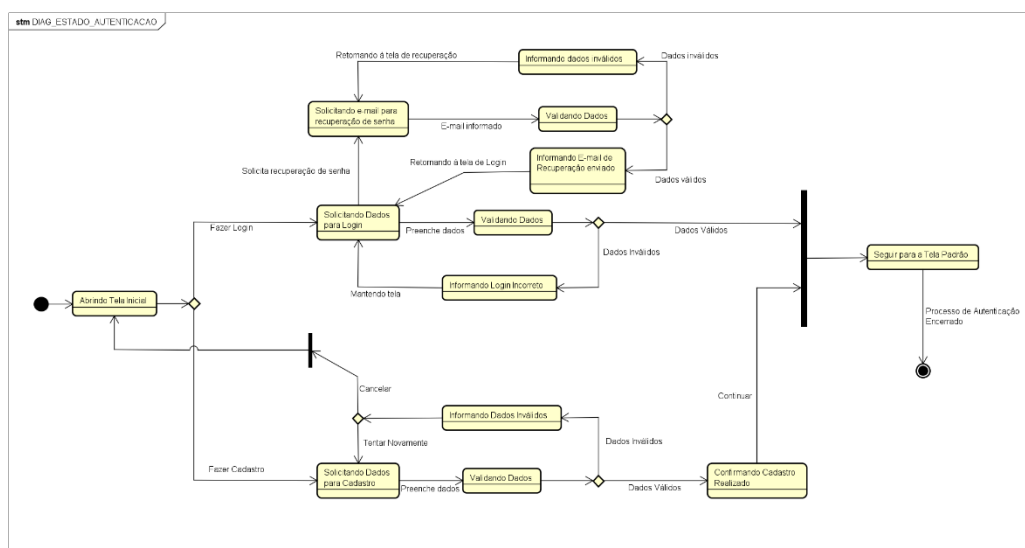 stm DIAG_ESTADO_AUTENTICACAO
Retornando à tela de recuperação
Informando dados inválidos
Dados inválidos
Solicitando e-mail para
recuperação de senha
E-mail informado
Validando Dados
Solicita recuperação de senha
Retornando à tela de Login
Informando E-mail de
Recuperação enviado
Dados válidos
Fazer Login
Solicitando Dados
para Login
Preenche dados
Validando Dados
Dados Válidos
Dados Inválidos
Mantendo tela
Informando Login Incorreto
Seguir para a Tela Padrão
Abrindo Tela Inicial
Processo de Autenticação
Encerrado
Cancelar
Informando Dados Inválidos
Continuar
Tentar Novamente
Dados Inválidos
Fazer Cadastro
Solicitando Dados
para Cadastro
Preenche dados
Validando Dados
Dados Válidos
Confirmando Cadastro
Realizado